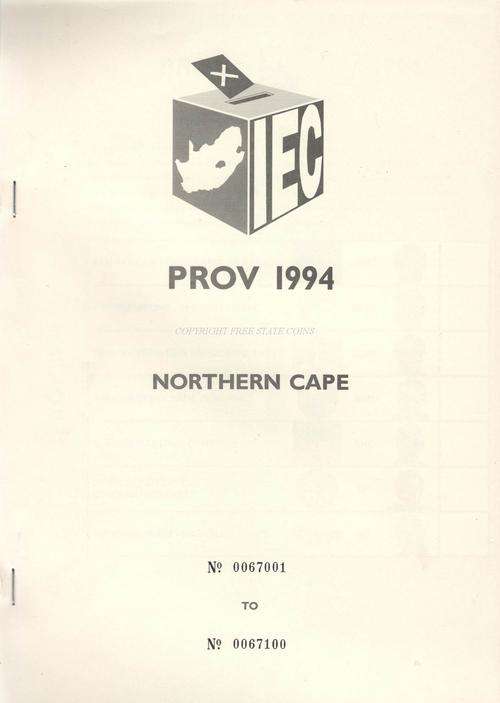 IEC
PROV 1994
COPYRIGHT FREE STATE COINS
NORTHERN CAPE
Nº 0067001
TO
Nº 0067100